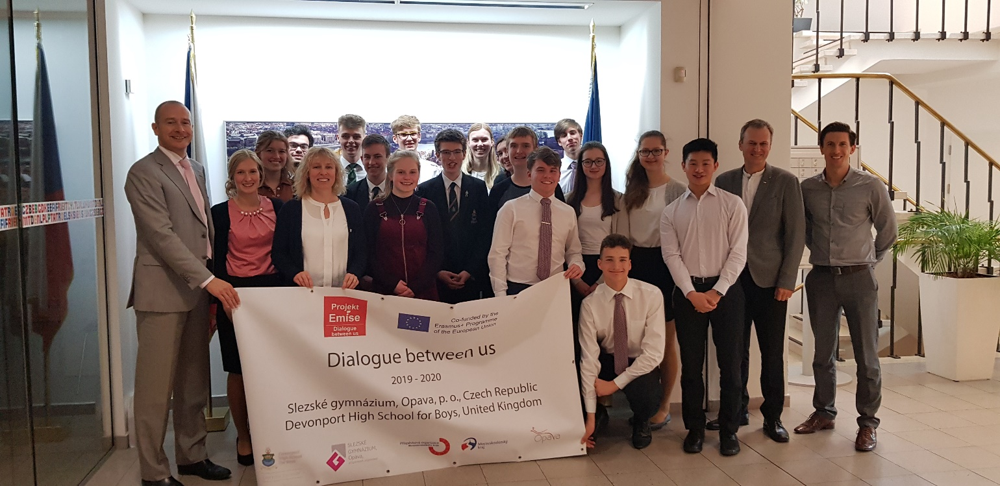 Projekt
Emise
Dialogue
between us
Co-funded by the
Erasmus+ Programme
of the European Union
Dialogue between us
2019 - 2020
Slezské gymnázium, Opava, p. o., Czech Republic
Devonport High School for Boys, United Kingdom
SLEZSKÉ
GYMNÁZIUM,
Opava,
Moravskoslezský
kraj
Opava